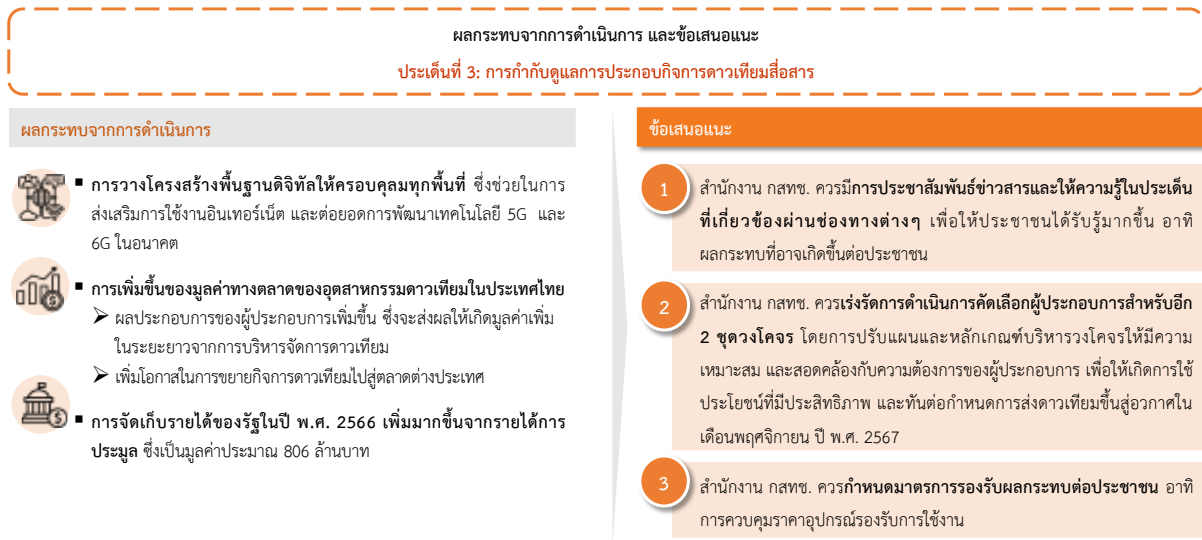 ผลกระทบจากการดำเนินการ และข้อเสนอแนะ
ประเด็นที่ 3: การกำกับดูแลการประกอบกิจการดาวเทียมสื่อสาร
ผลกระทบจากการดำเนินการ
▪ การวางโครงสร้างพื้นฐานดิจิทัลให้ครอบคลุมทุกพื้นที่ ซึ่งช่วยในการ
ส่งเสริมการใช้งานอินเทอร์เน็ต และต่อยอดการพัฒนาเทคโนโลยี 5G และ
6G ในอนาคต
▪ การเพิ่มขึ้นของมูลค่าทางตลาดของอุตสาหกรรมดาวเทียมในประเทศไทย
➢ ผลประกอบการของผู้ประกอบการเพิ่มขึ้น ซึ่งจะส่งผลให้เกิดมูลค่าเพิ่ม
ในระยะยาวจากการบริหารจัดการดาวเทียม
➢ เพิ่มโอกาสในการขยายกิจการดาวเทียมไปสู่ตลาดต่างประเทศ
▪ การจัดเก็บรายได้ของรัฐในปี พ.ศ. 2566 เพิ่มมากขึ้นจากรายได้การ
ประมูล ซึ่งเป็นมูลค่าประมาณ 806 ล้านบาท
ข้อเสนอแนะ
1
สำนักงาน กสทช. ควรมีการประชาสัมพันธ์ข่าวสารและให้ความรู้ในประเด็น
ที่เกี่ยวข้องผ่านช่องทางต่างๆ เพื่อให้ประชาชนได้รับรู้มากขึ้น อาทิ
ผลกระทบที่อาจเกิดขึ้นต่อประชาชน
2
สำนักงาน กสทช. ควรเร่งรัดการดำเนินการคัดเลือกผู้ประกอบการสำหรับอีก
2 ชุดวงโคจร โดยการปรับแผนและหลักเกณฑ์บริหารวงโคจรให้มีความ
เหมาะสม และสอดคล้องกับความต้องการของผู้ประกอบการ เพื่อให้เกิดการใช้
ประโยชน์ที่มีประสิทธิภาพ และทันต่อกำหนดการส่งดาวเทียมขึ้นสู่อวกาศใน
เดือนพฤศจิกายน ปี พ.ศ. 2567
3
สำนักงาน กสทช. ควรกำหนดมาตรการรองรับผลกระทบต่อประชาชน อาทิ
การควบคุมราคาอุปกรณ์รองรับการใช้งาน